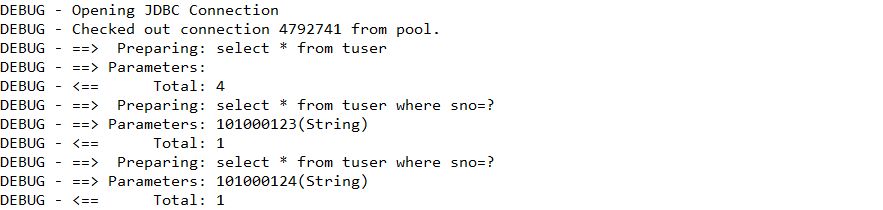 DEBUG - Opening JDBC Connection
DEBUG - Checked out connection 4792741 from pool.
DEBUG - ==>  Preparing: select * from tuser
DEBUG - ==> Parameters:
DEBUG - <==      Total: 4
DEBUG - ==>  Preparing: select * from tuser where sno=?
DEBUG - ==> Parameters: 101000123(String)
DEBUG - <==      Total: 1
DEBUG - ==>  Preparing: select * from tuser where sno=?
DEBUG - ==> Parameters: 101000124(String)
DEBUG - <==      Total: 1